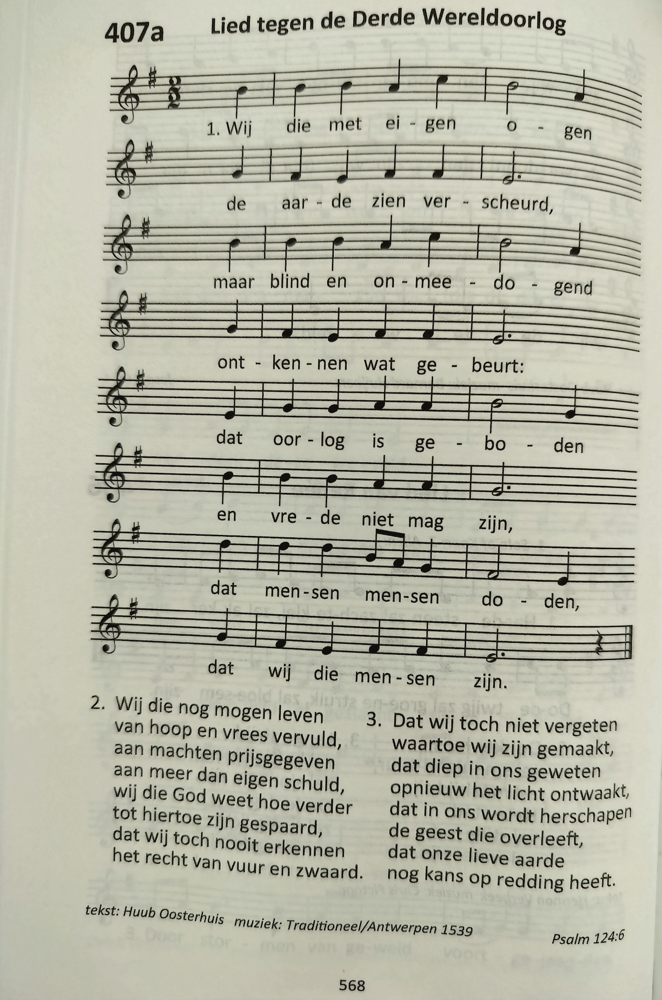 407a Lied tegen de Derde Wereldoorlog
1. Wij die met ei - gen o - gen
de aar - de zien ver - scheurd,
maar blind en on - mee - do - gend
ont - ken - nen wat ge - beurt:
dat oor - log is ge - bo - den
en vre - de niet mag zijn,
dat men - sen men - sen do - den,
dat wij die men - sen zijn.
2. Wij die nog mogen leven
van hoop en vrees vervuld,
aan machten prijsgegeven
aan meer dan eigen schuld,
wij die God weet hoe verder
tot hiertoe zijn gespaard,
dat wij toch nooit erkennen
het recht van vuur en zwaard.
3. Dat wij toch niet vergeten
waartoe wij zijn gemaakt,
dat diep in ons geweten
opnieuw het licht ontwaakt,
dat in ons wordt herschapen
de geest die overleeft,
dat onze lieve aarde
nog kans op redding heeft.
tekst: Huub Oosterhuis muziek: Traditioneel/Antwerpen 1539
Psalm 124:6
568